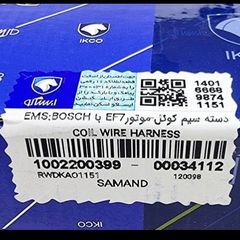 IKCO
ایساکو
1401
6668
9874
1151
دسته سیم کوئل-موتور EF7 با EMS;BOSCH
COIL WIRE HARNESS
1002200399 - 00034112
RWDKA01151
120098
SAMAND
IKCO